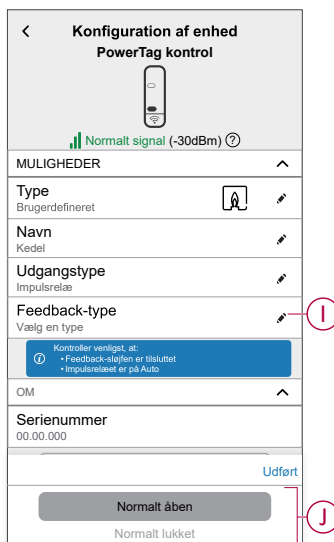 Konfiguration af enhed
PowerTag kontrol
Normalt signal (-30dBm) ?
MULIGHEDER
Type
Brugerdefineret
Navn
Kedel
Udgangstype
Impulsrelæ
Feedback-type
Vælg en type
I
Kontroller venligst, at:
i
• Feedback-sløjfen er tilsluttet
• Impulsrelæet er på Auto
OM
Serienummer
00.00.000
Udført
Normalt åben
J
Normalt lukket